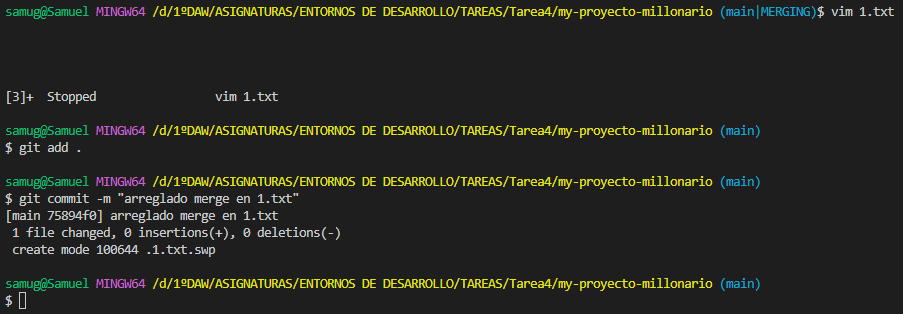 samug@Samuel MINGW64 /d/1ºDAW/ASIGNATURAS/ENTORNOS DE DESARROLLO/TAREAS/Tarea4/my-proyecto-millonario (main|MERGING)$ vim 1.txt
[3]+  Stopped                 vim 1.txt
samug@Samuel MINGW64 /d/1ºDAW/ASIGNATURAS/ENTORNOS DE DESARROLLO/TAREAS/Tarea4/my-proyecto-millonario (main)
$ git add .
samug@Samuel MINGW64 /d/1ºDAW/ASIGNATURAS/ENTORNOS DE DESARROLLO/TAREAS/Tarea4/my-proyecto-millonario (main)
$ git commit -m "arreglado merge en 1.txt"
[main 75894f0] arreglado merge en 1.txt
 1 file changed, 0 insertions(+), 0 deletions(-)
 create mode 100644 .1.txt.swp
samug@Samuel MINGW64 /d/1ºDAW/ASIGNATURAS/ENTORNOS DE DESARROLLO/TAREAS/Tarea4/my-proyecto-millonario (main)
$